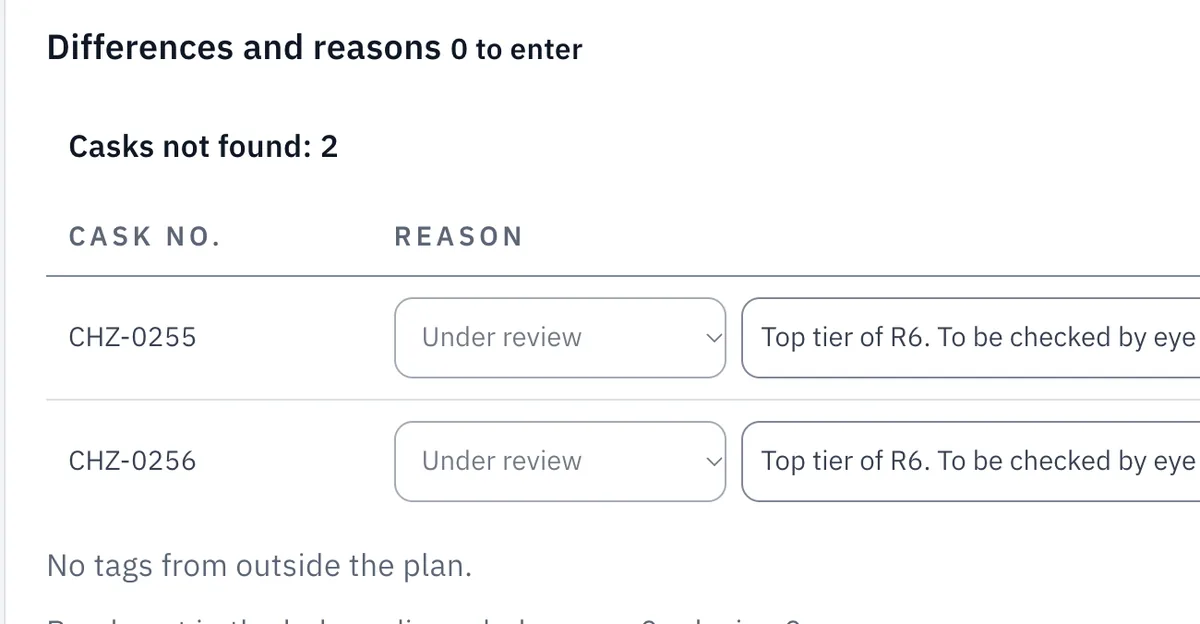 Differences and reasons 0 to enter
Casks not found: 2
CASK NO. REASON
CHZ-0255 Under review Top tier of R6. To be checked by eye
CHZ-0256 Under review Top tier of R6. To be checked by eye
No tags from outside the plan.